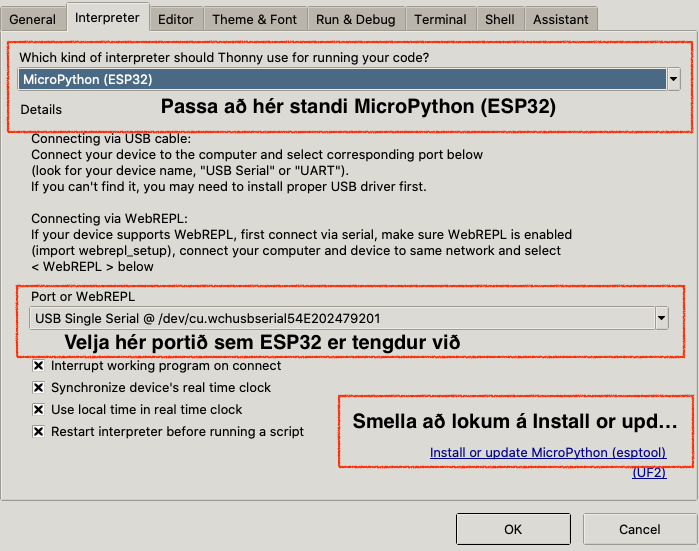 General Interpreter Editor Theme & Font Run & Debug Terminal Shell Assistant
Which kind of interpreter should Thonny use for running your code?
MicroPython (ESP32)
Details
Passa að hér standi MicroPython (ESP32)
Connecting via USB cable:
Connect your device to the computer and select corresponding port below
(look for your device name, "USB Serial" or "UART").
If you can't find it, you may need to install proper USB driver first.
Connecting via WebREPL:
If your device supports WebREPL, first connect via serial, make sure WebREPL is enabled
(import webrepl_setup), connect your computer and device to same network and select
< WebREPL > below
Port or WebREPL
USB Single Serial @ /dev/cu.wchusbserial54E202479201
Velja hér portið sem ESP32 er tengdur við
Interrupt working program on connect
Synchronize device's real time clock
Use local time in real time clock
Restart interpreter before running a script
Smella að lokum á Install or upd...
Install or update MicroPython (esptool)
(UF2)
OK
Cancel